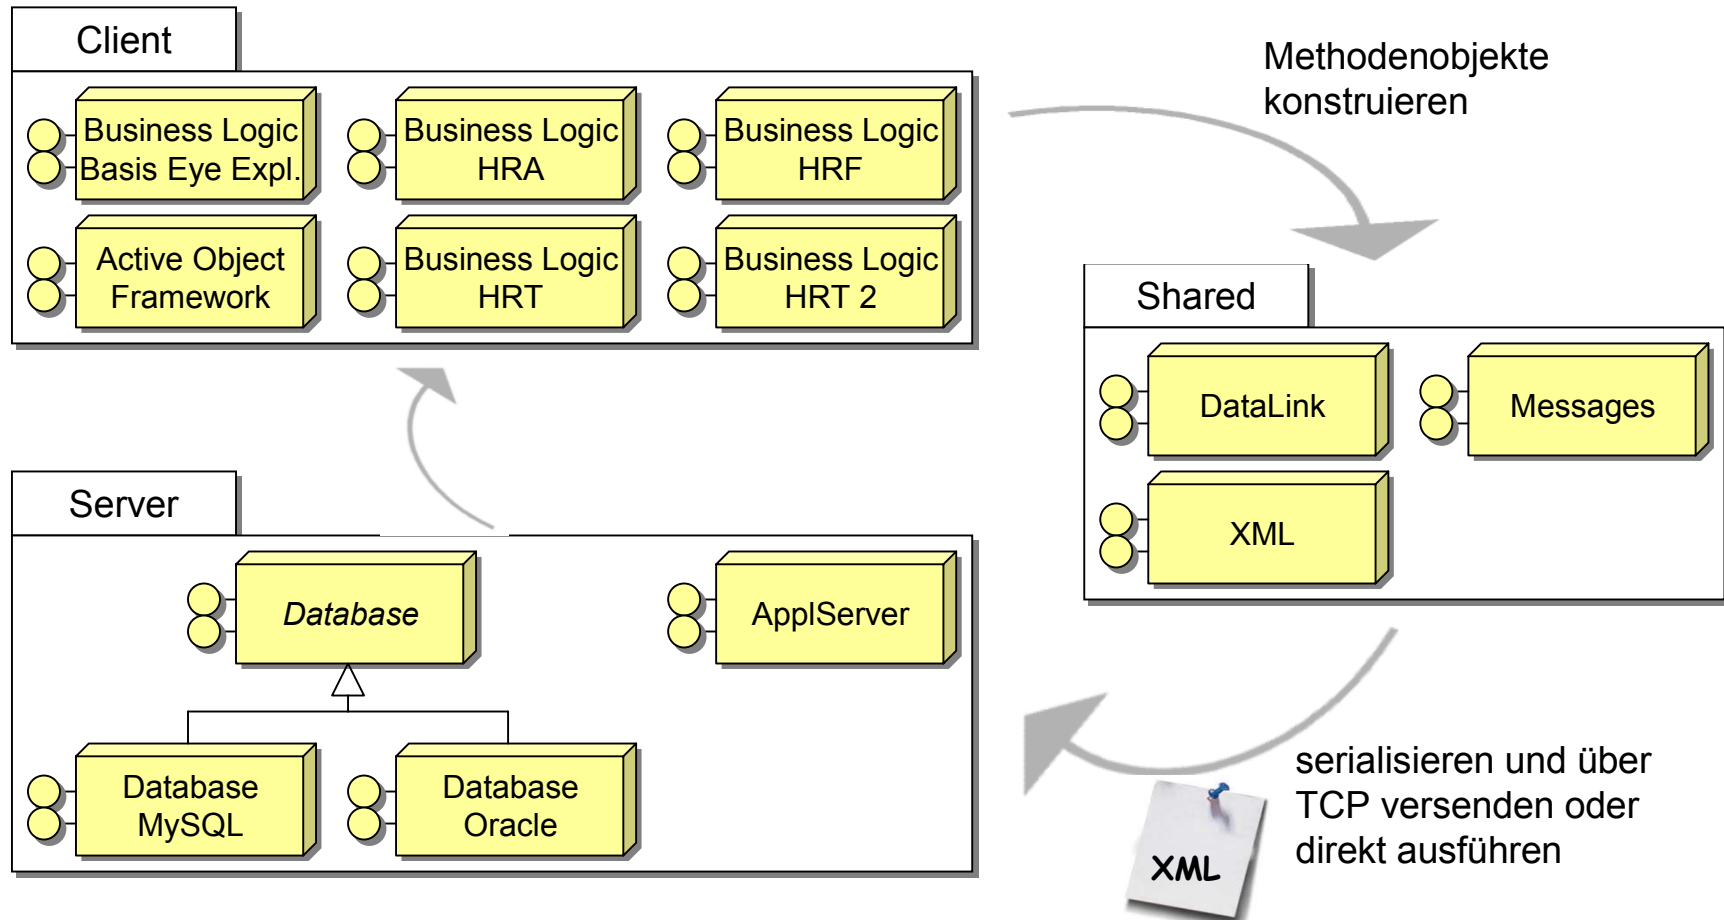 Client
Business Logic
Basis Eye Expl.
Business Logic
HRA
Business Logic
HRF
Active Object
Framework
Business Logic
HRT
Business Logic
HRT 2
Methodenobjekte
konstruieren
Shared
DataLink
Messages
XML
Server
Database
ApplServer
Database
MySQL
Database
Oracle
serialisieren und über
TCP versenden oder
direkt ausführen
XML